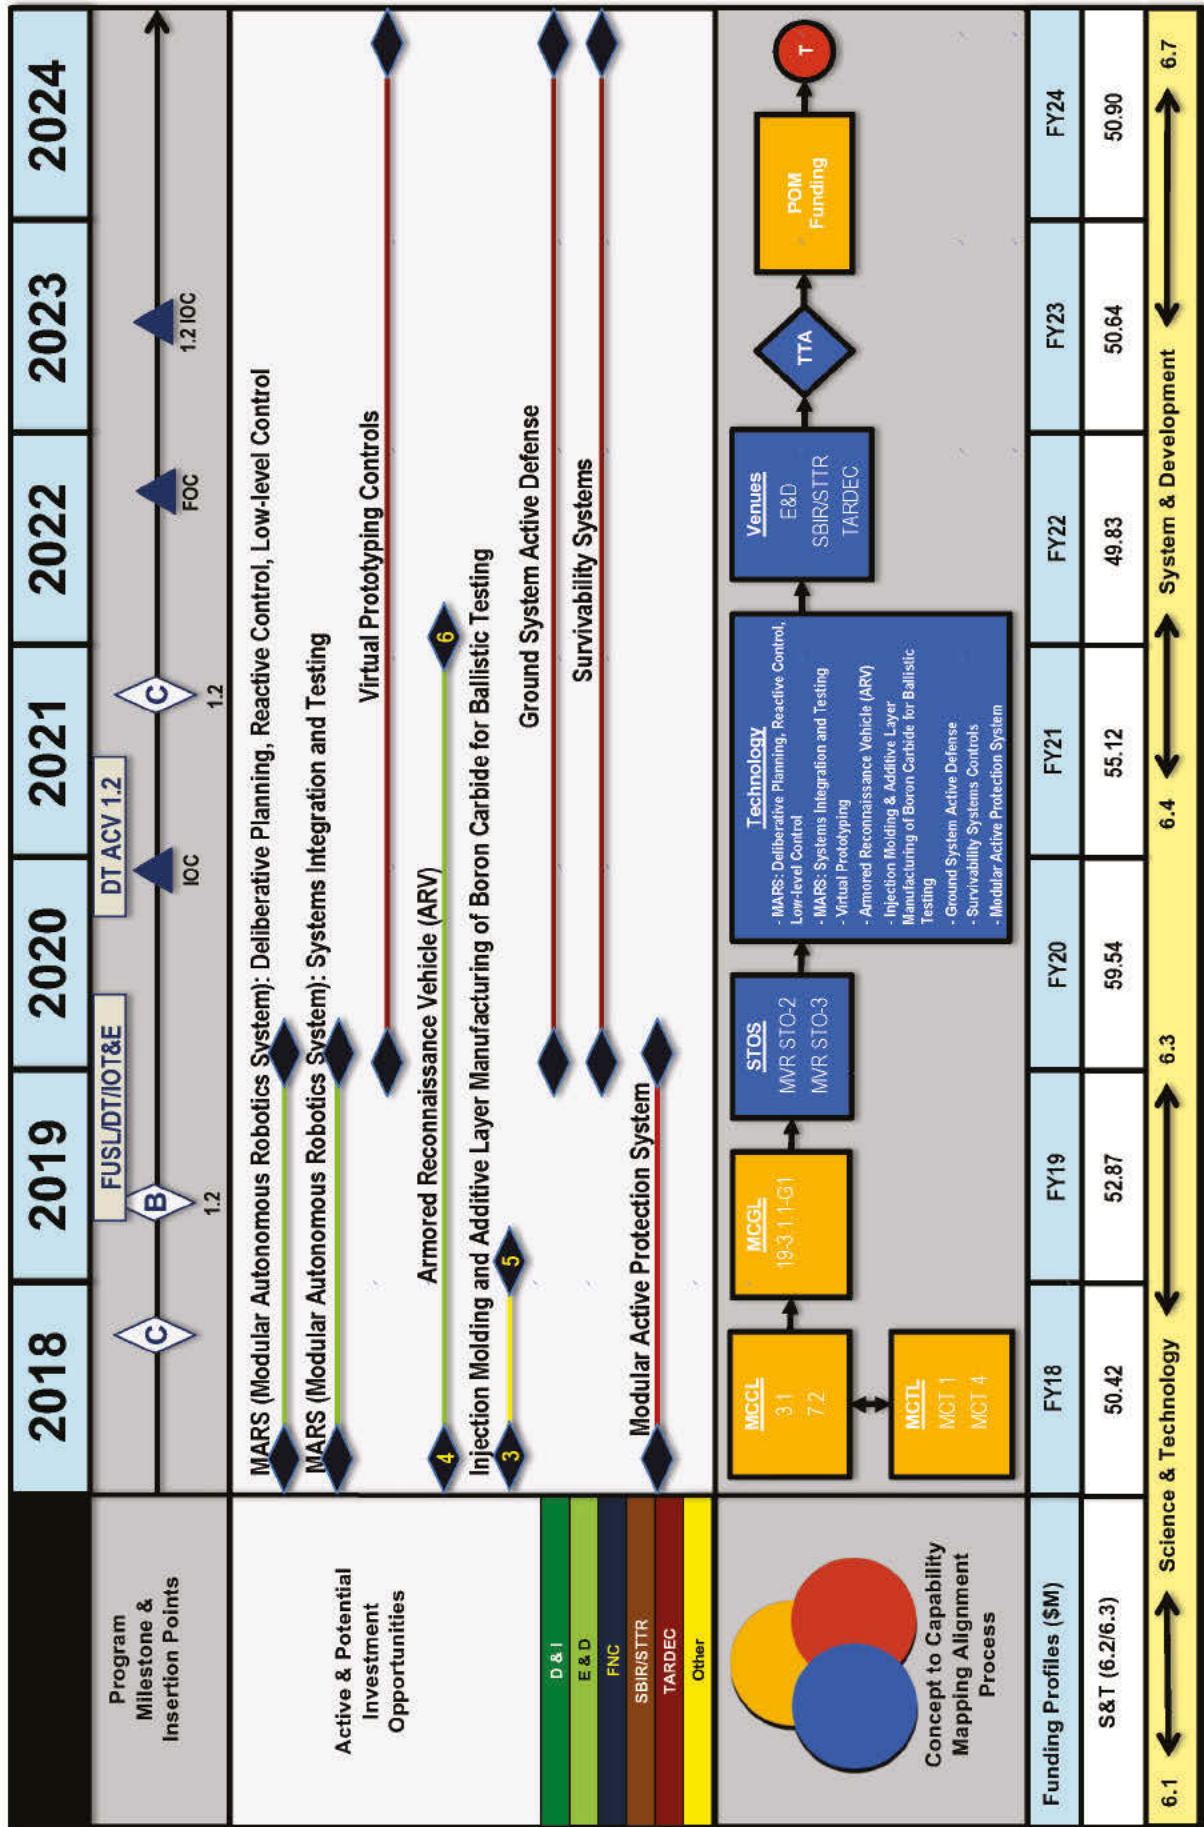 2018
2019
2020
2021
2022
2023
2024
Program
Milestone &
Insertion Points
FUSL/DT/IOT&E
DT ACV 1.2
C
B
C
1.2
IOC
1.2
FOC
1.2 IOC
Active & Potential
Investment
Opportunities
D & I
E & D
FNC
SBIR/STTR
TARDEC
Other
MARS (Modular Autonomous Robotics System): Deliberative Planning, Reactive Control, Low-level Control
MARS (Modular Autonomous Robotics System): Systems Integration and Testing
Virtual Prototyping Controls
Armored Reconnaissance Vehicle (ARV)
4
6
Injection Molding and Additive Layer Manufacturing of Boron Carbide for Ballistic Testing
3
5
Ground System Active Defense
Survivability Systems
Modular Active Protection System
Concept to Capability
Mapping Alignment
Process
MCCL
3.1
7.2
MCTL
MCT 1
MCT 4
MCGL
19-3.1.1-G1
STOS
MVR STO-2
MVR STO-3
Technology
- MARS: Deliberative Planning, Reactive Control,
Low-level Control
- MARS: Systems Integration and Testing
- Virtual Prototyping
- Armored Reconnaissance Vehicle (ARV)
- Injection Molding & Additive Layer
Manufacturing of Boron Carbide for Ballistic
Testing
- Ground System Active Defense
- Survivability Systems Controls
- Modular Active Protection System
Venues
E&D
SBIR/STTR
TARDEC
TTA
POM
Funding
T
Funding Profiles ($M)
FY18
FY19
FY20
FY21
FY22
FY23
FY24
S&T (6.2/6.3)
50.42
52.87
59.54
55.12
49.83
50.64
50.90
6.1
Science & Technology
6.3
6.4
System & Development
6.7